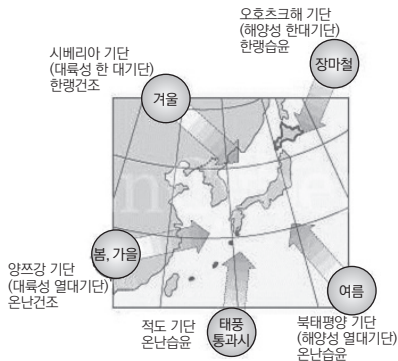 오호츠크해 기단
(해양성 한대기단)
한랭습윤
장마철
시베리아 기단
(대륙성 한 대기단)
한랭건조
겨울
봄, 가을
양쯔강 기단
(대륙성 열대기단)
온난건조
적도 기단
온난습윤
태풍
통과시
여름
북태평양 기단
(해양성 열대기단)
온난습윤